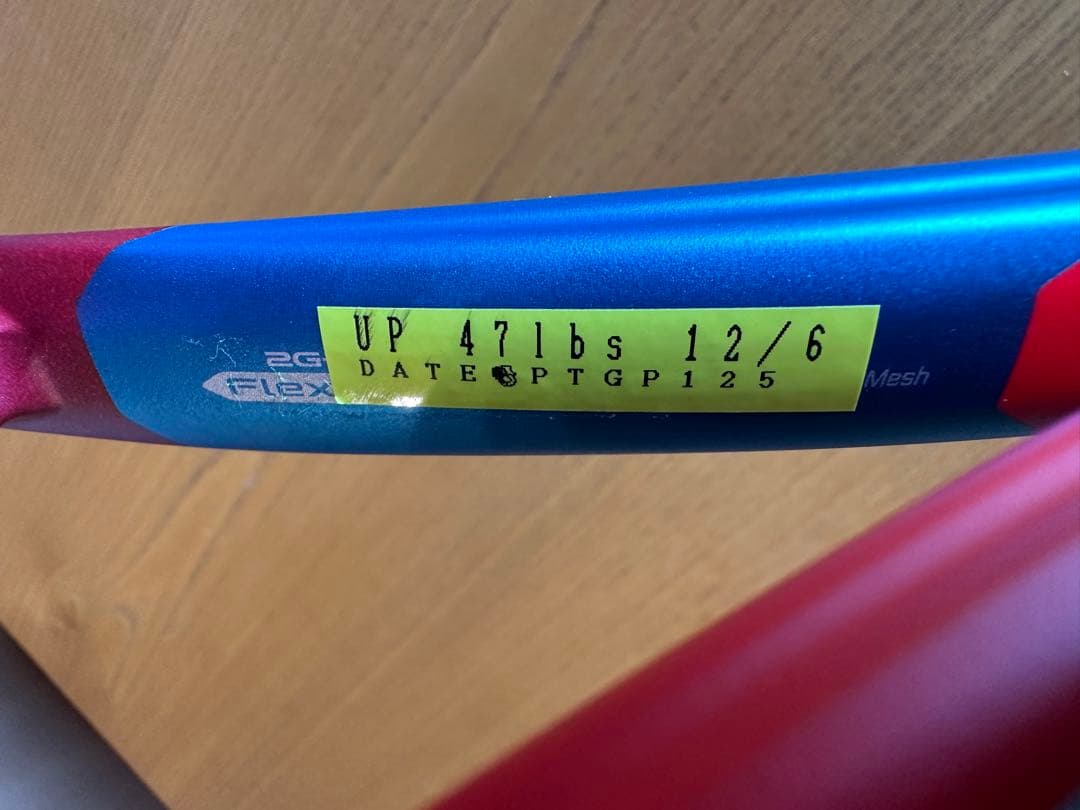 UP 47lbs 12/6
DATE PTGP125
2G-
Flex
Mesh